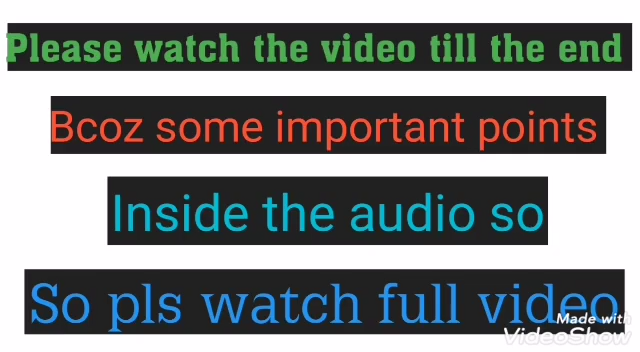 Please watch the video till the end
Bcoz some important points
Inside the audio so
So pls watch full video
Made with
VideoShow